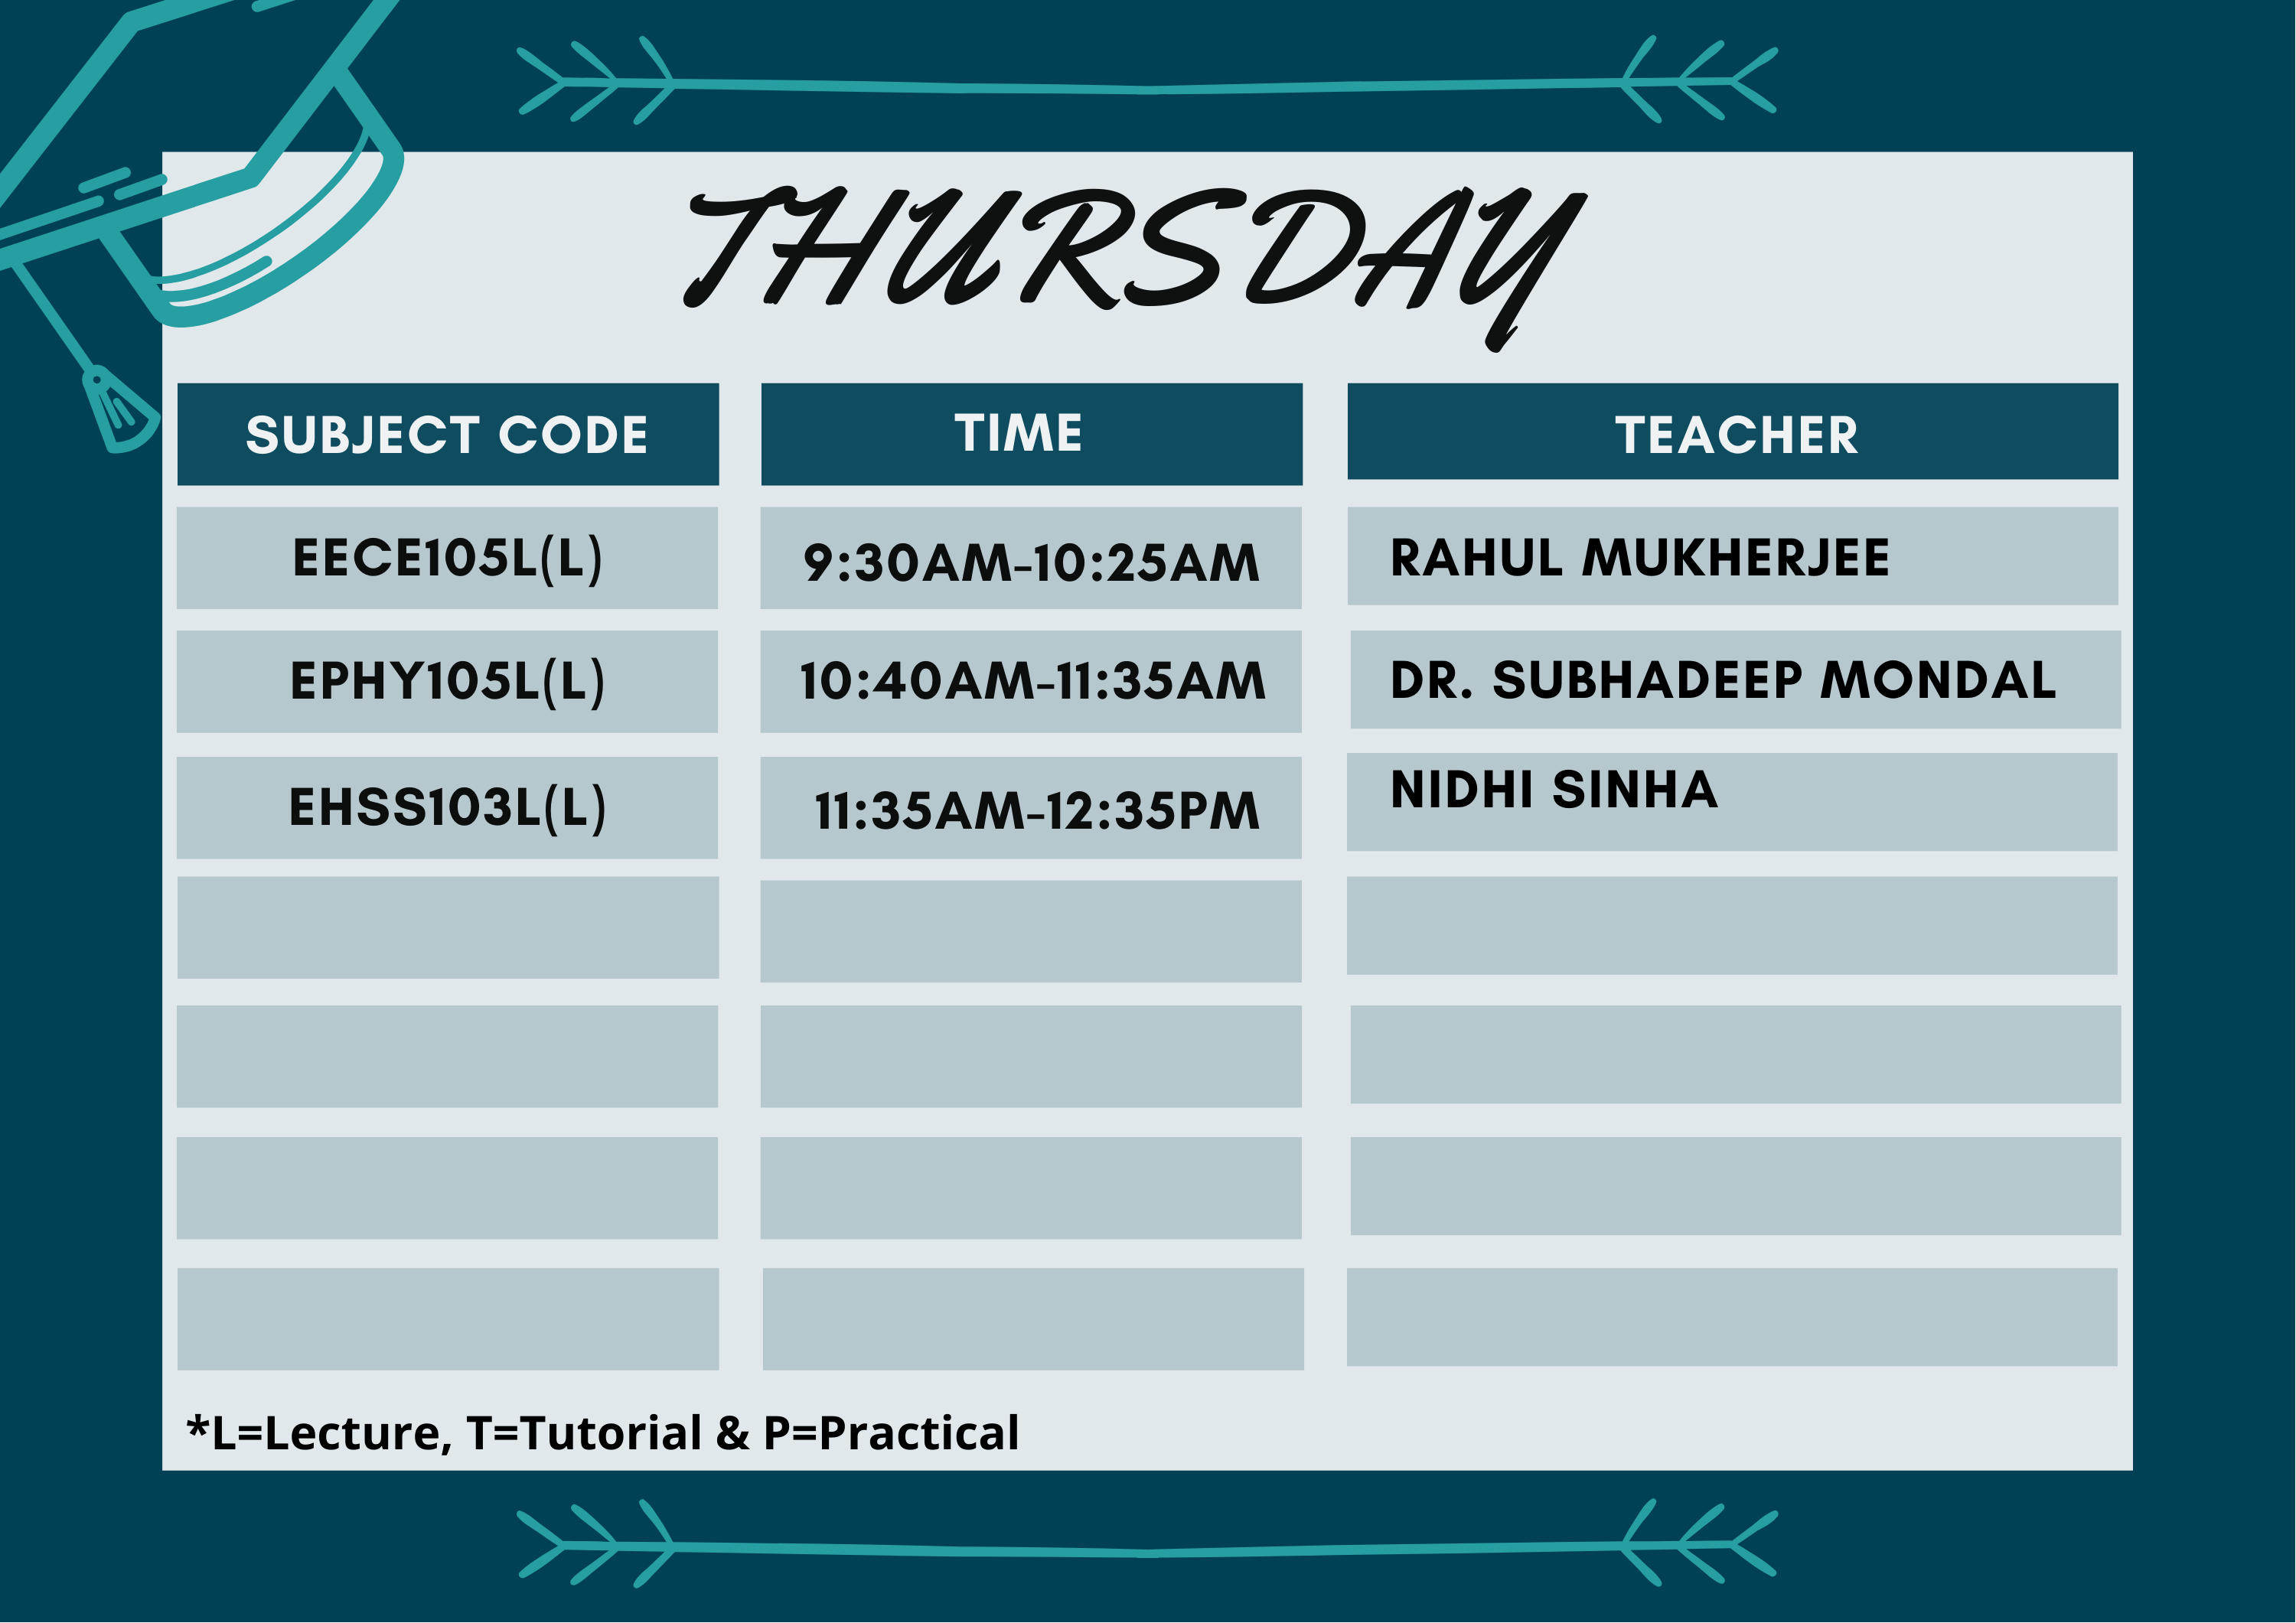 THURSDAY
SUBJECT CODE TIME TEACHER
EECE105L(L) 9:30AM-10:25AM RAHUL MUKHERJEE
EPHY105L(L) 10:40AM-11:35AM DR. SUBHADEEP MONDAL
EHSS103L(L) 11:35AM-12:35PM NIDHI SINHA
*L=Lecture, T=Tutorial & P=Practical